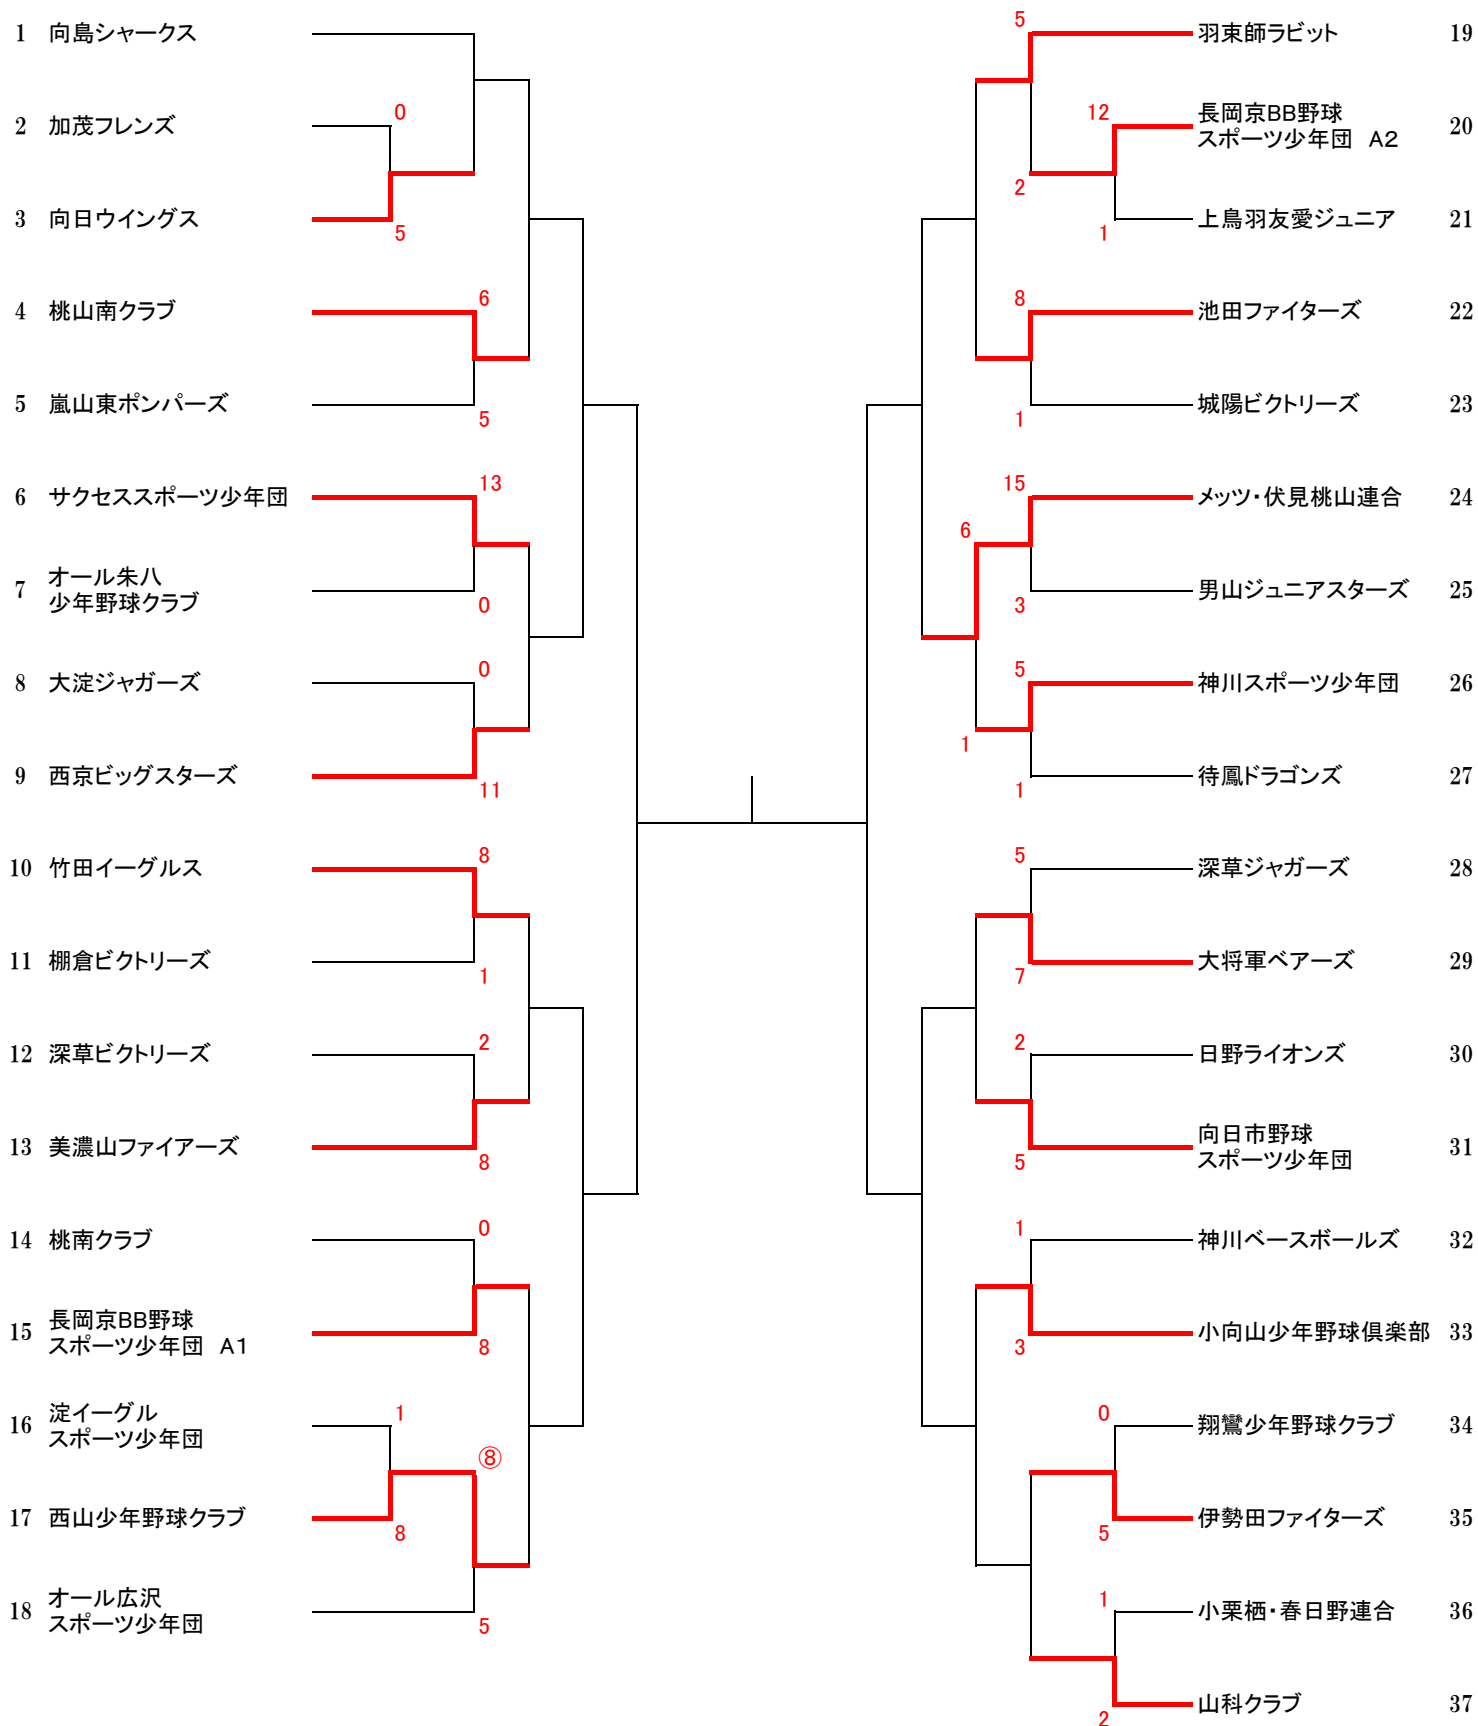 1 向島シャークス
2 加茂フレンズ
0
3 向日ウイングス
5
4 桃山南クラブ
6
5 嵐山東ポンパーズ
5
6 サクセススポーツ少年団
13
7 オール朱八
少年野球クラブ
0
8 大淀ジャガーズ
0
9 西京ビッグスターズ
11
10 竹田イーグルス
8
11 棚倉ビクトリーズ
1
12 深草ビクトリーズ
2
13 美濃山ファイアーズ
8
14 桃南クラブ
0
15 長岡京BB野球
スポーツ少年団 A1
8
16 淀イーグル
スポーツ少年団
1
⑧
17 西山少年野球クラブ
8
18 オール広沢
スポーツ少年団
5
5
羽束師ラビット 19
12
長岡京BB野球
スポーツ少年団 A2 20
2
上鳥羽友愛ジュニア 21
1
8
池田ファイターズ 22
城陽ビクトリーズ 23
1
15
メッツ・伏見桃山連合 24
6
男山ジュニアスターズ 25
3
5
神川スポーツ少年団 26
1
待鳳ドラゴンズ 27
1
5
深草ジャガーズ 28
大将軍ベアーズ 29
7
2
日野ライオンズ 30
向日市野球
スポーツ少年団 31
5
1
神川ベースボールズ 32
小向山少年野球倶楽部 33
3
0
翔鸞少年野球クラブ 34
伊勢田ファイターズ 35
5
1
小栗栖・春日野連合 36
山科クラブ 37
2